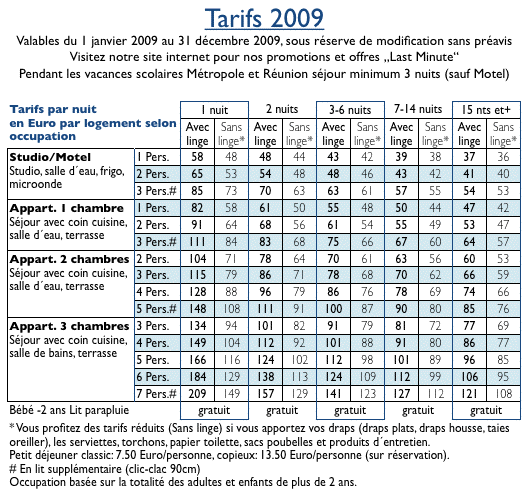 Tarifs 2009
Valables du 1 janvier 2009 au 31 décembre 2009, sous réserve de modification sans préavis
Visitez notre site internet pour nos promotions et offres „Last Minute“
Pendant les vacances scolaires Métropole et Réunion séjour minimum 3 nuits (sauf Motel)
Tarifs par nuit en Euro par logement selon occupation 1 nuit 2 nuits 3-6 nuits 7-14 nuits 15 nts et+
Avec linge Sans linge* Avec linge Sans linge* Avec linge Sans linge* Avec linge Sans linge* Avec linge Sans linge*
Studio/Motel 1 Pers. 58 48 48 44 43 42 39 38 37 36
Studio, salle d´eau, frigo, 2 Pers. 65 53 54 48 48 46 43 42 41 40
microonde 3 Pers.# 85 73 70 63 63 61 57 55 54 53
Appart. 1 chambre 1 Pers. 82 58 61 50 55 48 50 44 47 42
Séjour avec coin cuisine, 2 Pers. 91 64 68 56 61 54 55 49 53 47
salle d´eau, terrasse 3 Pers.# 111 84 83 68 75 66 67 60 64 57
Appart. 2 chambres 2 Pers. 104 71 78 64 70 61 63 56 60 53
Séjour avec coin cuisine, 3 Pers. 115 79 86 71 78 68 70 62 66 59
salle d´eau, terrasse 4 Pers. 128 88 96 79 86 76 78 69 74 66
5 Pers.# 148 108 111 91 100 87 90 80 85 76
Appart. 3 chambres 3 Pers. 134 94 101 82 91 79 81 72 77 69
Séjour avec coin cuisine, 4 Pers. 149 104 112 92 101 88 91 80 86 77
salle de bains, terrasse 5 Pers. 166 116 124 102 112 98 101 89 96 85
6 Pers. 184 129 138 113 124 109 112 99 106 95
7 Pers.# 209 149 157 129 141 123 127 112 121 108
Bébé -2 ans Lit parapluie gratuit gratuit gratuit gratuit gratuit
* Vous profitez des tarifs réduits (Sans linge) si vous apportez vos draps (draps plats, draps housse, taies
oreiller), les serviettes, torchons, papier toilette, sacs poubelles et produits d´entretien.
Petit déjeuner classic: 7.50 Euro/personne, copieux: 13.50 Euro/personne (sur réservation).
# En lit supplémentaire (clic-clac 90cm)
Occupation basée sur la totalité des adultes et enfants de plus de 2 ans.